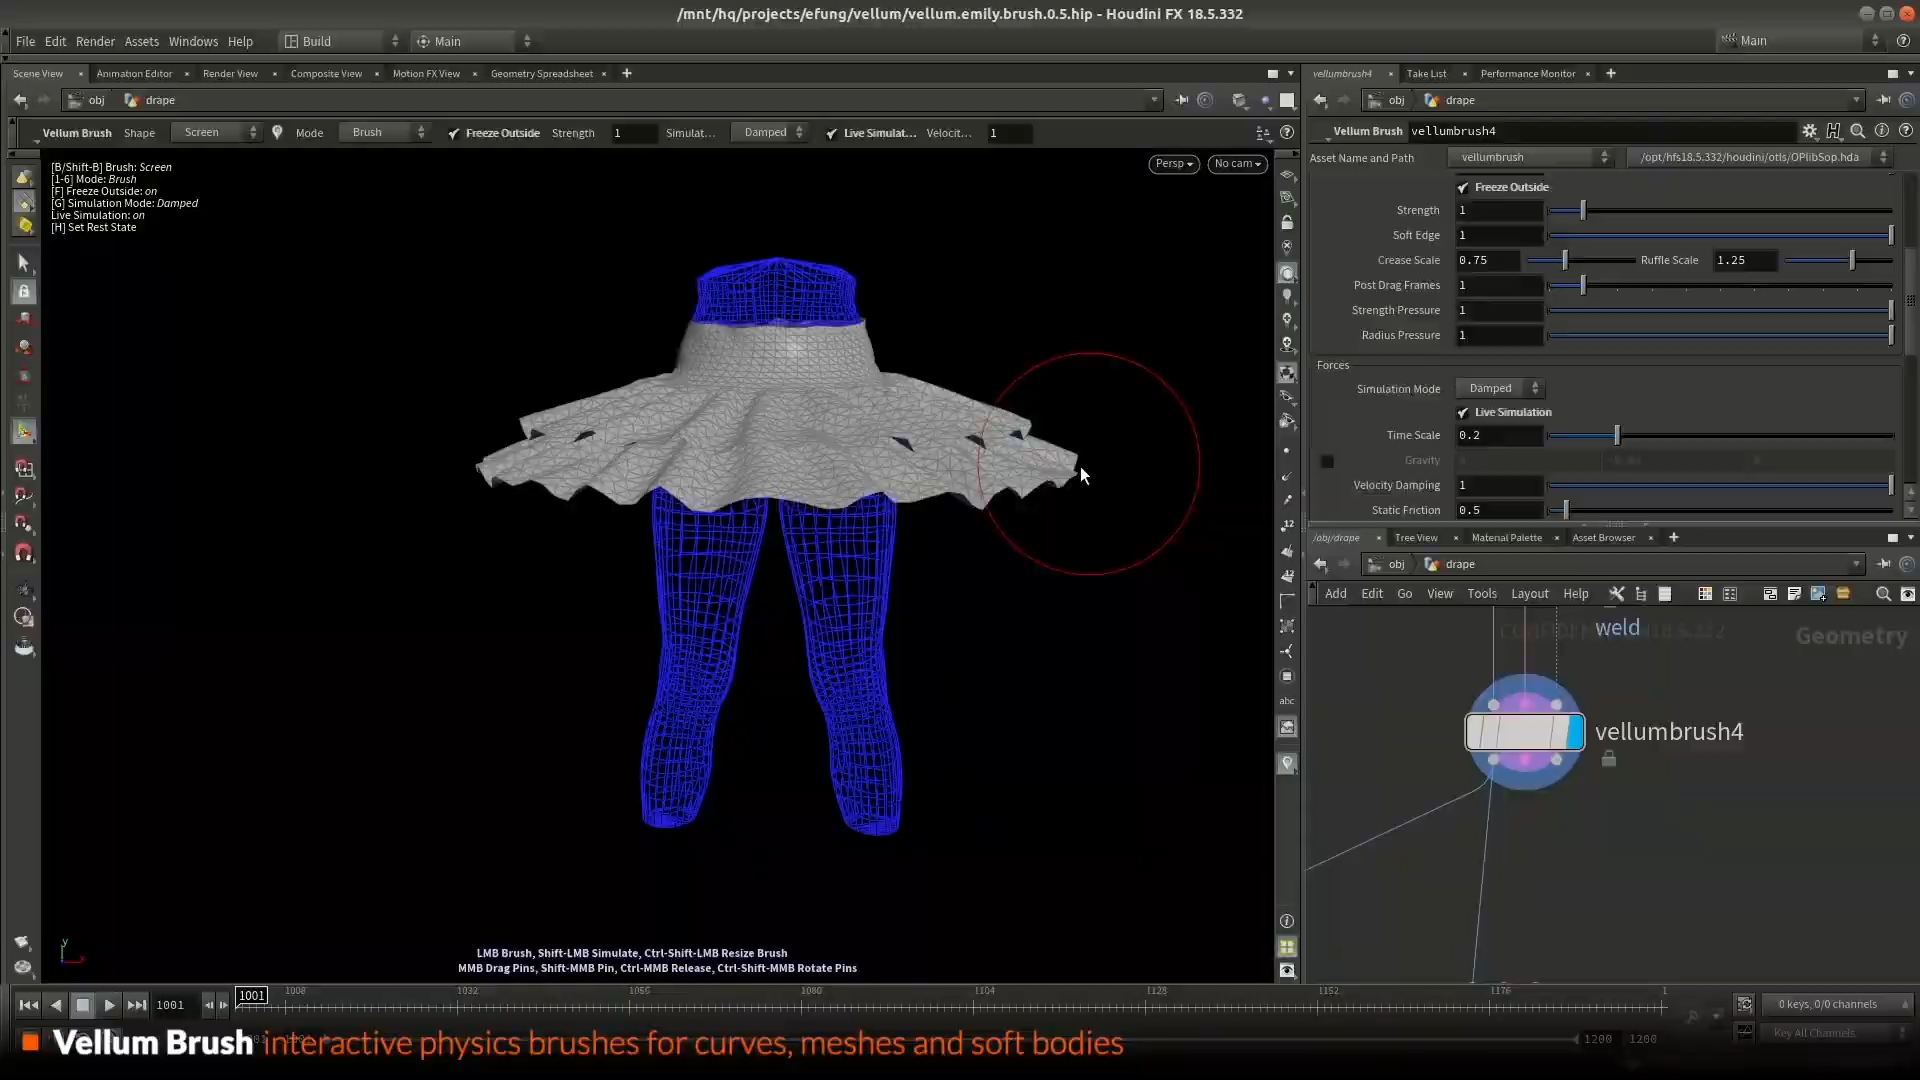 /mnt/hq/projects/efung/vellum/vellum.emily.brush.0.5.hip - Houdini FX 18.5.332
File Edit Render Assets Windows Help Build Main Main
Scene View Animation Editor Render View Composite View Motion FX View Geometry Spreadsheet
obj drape
Vellum Brush Shape Screen Mode Brush Freeze Outside Strength 1 Simulat... Damped Live Simulat... Velocit... 1
[B/Shift-B] Brush: Screen
[1-6] Mode: Brush
[F] Freeze Outside: on
[G] Simulation Mode: Damped
Live Simulation: on
[H] Set Rest State
Persp No cam
12
abc
y
LMB Brush, Shift-LMB Simulate, Ctrl-Shift-LMB Resize Brush
MMB Drag Pins, Shift-MMB Pin, Ctrl-MMB Release, Ctrl-Shift-MMB Rotate Pins
vellumbrush4 Take List Performance Monitor
obj drape
Vellum Brush vellumbrush4
Asset Name and Path vellumbrush /opt/hfs18.5.332/houdini/otls/OPlibSop.hda
Freeze Outside
Strength 1
Soft Edge 1
Crease Scale 0.75 Ruffle Scale 1.25
Post Drag Frames 1
Strength Pressure 1
Radius Pressure 1
Forces
Simulation Mode Damped
Live Simulation
Time Scale 0.2
Gravity
Velocity Damping 1
Static Friction 0.5
/obj/drape Tree View Material Palette Asset Browser
obj drape
Add Edit Go View Tools Layout Help
weld
Geometry
vellumbrush4
1001 1001 1008 1032 1056 1080 1104 1128 1152 1176 1
0 keys, 0/0 channels
Key All Channels
1200 1200
Vellum Brush interactive physics brushes for curves, meshes and soft bodies